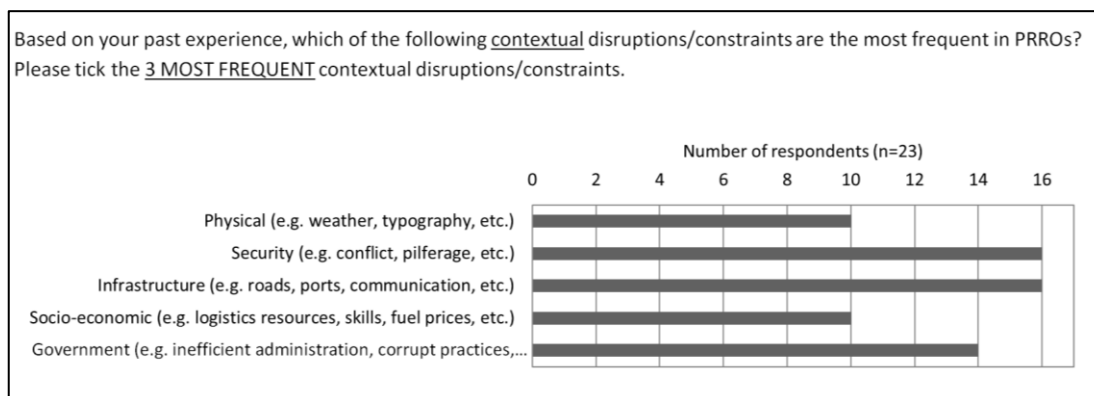 Based on your past experience, which of the following contextual disruptions/constraints are the most frequent in PRROs?
Please tick the 3 MOST FREQUENT contextual disruptions/constraints.
Number of respondents (n=23)
0 2 4 6 8 10 12 14 16
Physical (e.g. weather, typography, etc.)
Security (e.g. conflict, pilferage, etc.)
Infrastructure (e.g. roads, ports, communication, etc.)
Socio-economic (e.g. logistics resources, skills, fuel prices, etc.)
Government (e.g. inefficient administration, corrupt practices,...